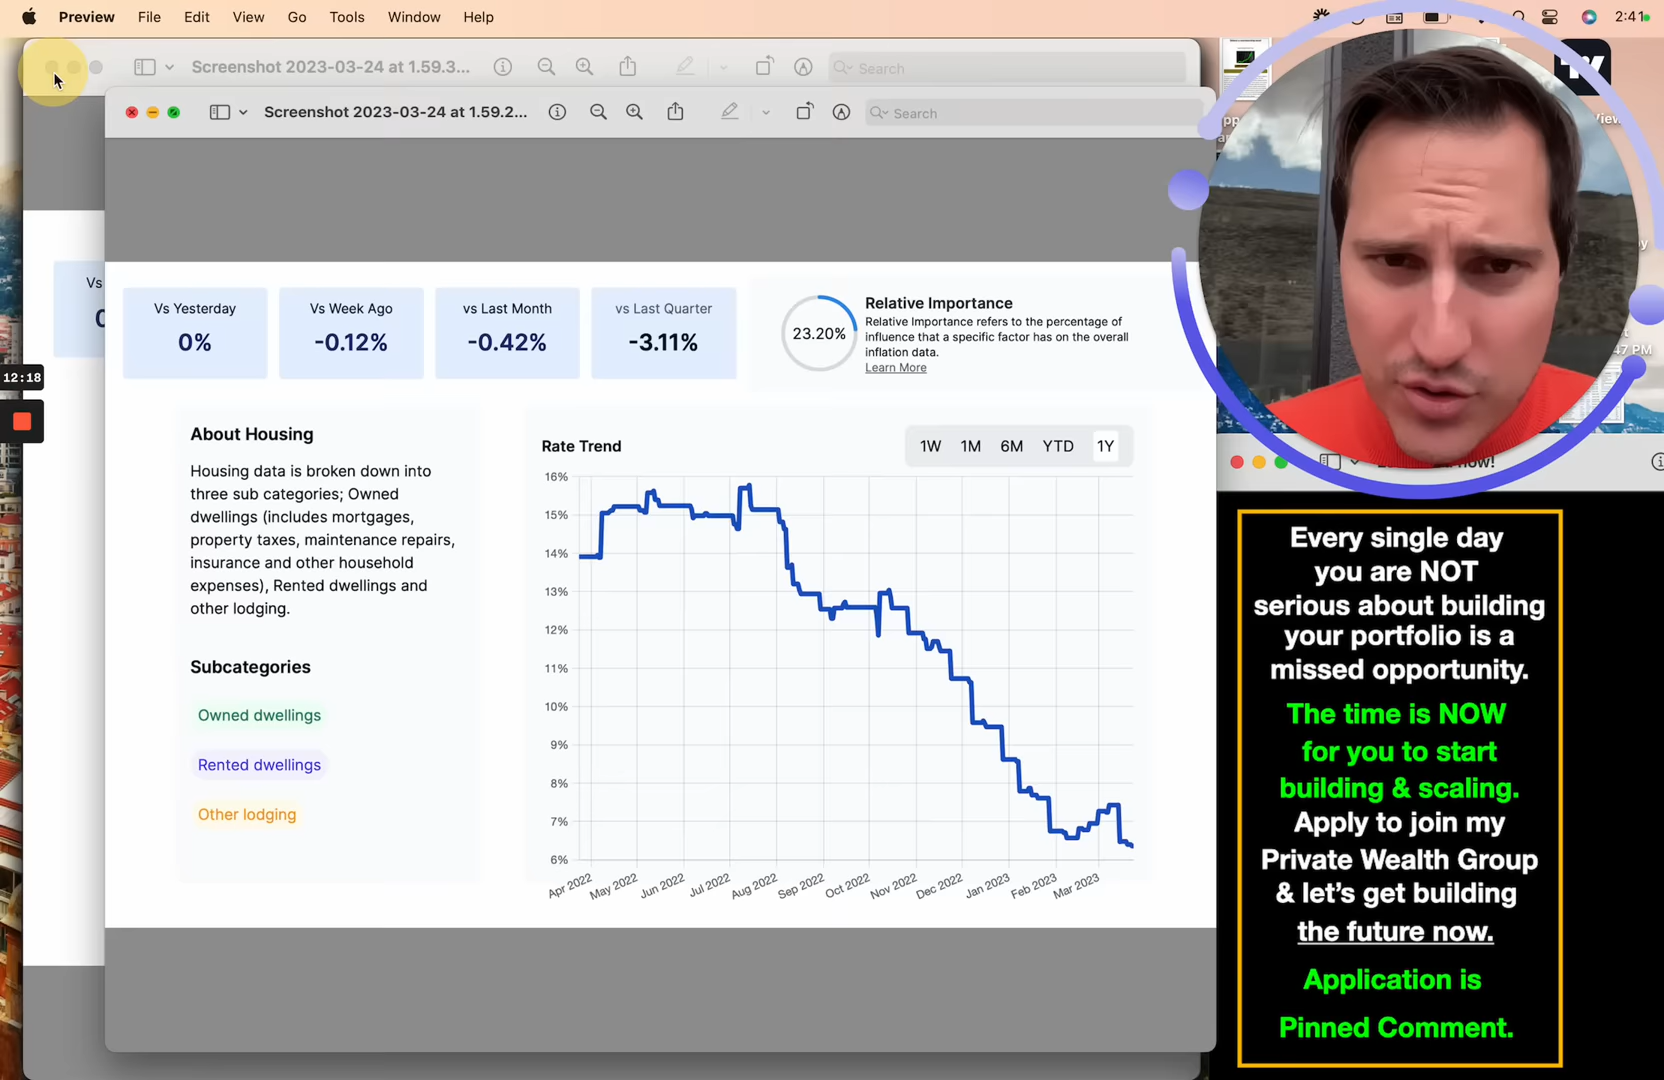 Preview File Edit View Go Tools Window Help
2:41
Screenshot 2023-03-24 at 1.59.3...
Search
Screenshot 2023-03-24 at 1.59.2...
Search
Vs
Vs Yesterday
0%
Vs Week Ago
-0.12%
vs Last Month
-0.42%
vs Last Quarter
-3.11%
23.20%
Relative Importance
Relative Importance refers to the percentage of
influence that a specific factor has on the overall
inflation data.
Learn More
12:18
About Housing
Housing data is broken down into
three sub categories; Owned
dwellings (includes mortgages,
property taxes, maintenance repairs,
insurance and other household
expenses), Rented dwellings and
other lodging.
Subcategories
Owned dwellings
Rented dwellings
Other lodging
Rate Trend
1W 1M 6M YTD 1Y
16%
15%
14%
13%
12%
11%
10%
9%
8%
7%
6%
Apr 2022
May 2022
Jun 2022
Jul 2022
Aug 2022
Sep 2022
Oct 2022
Nov 2022
Dec 2022
Jan 2023
Feb 2023
Mar 2023
47 PM
now!
Every single day
you are NOT
serious about building
your portfolio is a
missed opportunity.
The time is NOW
for you to start
building & scaling.
Apply to join my
Private Wealth Group
& let's get building
the future now.
Application is
Pinned Comment.